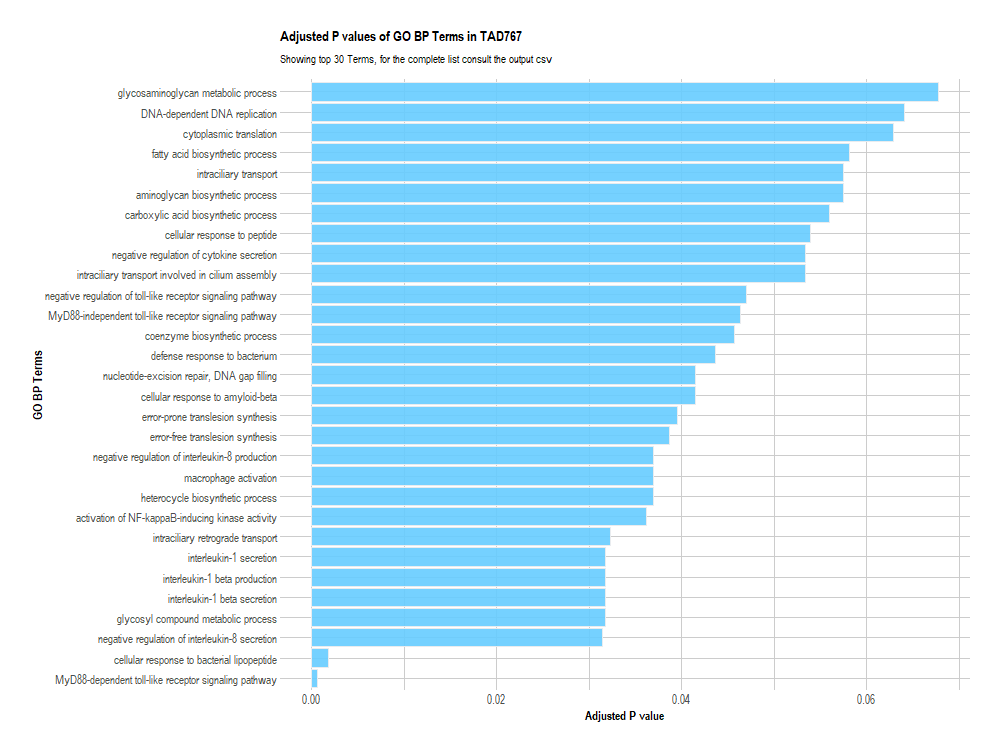 Adjusted P values of GO BP Terms in TAD767
Showing top 30 Terms, for the complete list consult the output csv
glycosaminoglycan metabolic process
DNA-dependent DNA replication
cytoplasmic translation
fatty acid biosynthetic process
intraciliary transport
aminoglycan biosynthetic process
carboxylic acid biosynthetic process
cellular response to peptide
negative regulation of cytokine secretion
intraciliary transport involved in cilium assembly
negative regulation of toll-like receptor signaling pathway
MyD88-independent toll-like receptor signaling pathway
coenzyme biosynthetic process
defense response to bacterium
nucleotide-excision repair, DNA gap filling
cellular response to amyloid-beta
error-prone translesion synthesis
error-free translesion synthesis
negative regulation of interleukin-8 production
macrophage activation
heterocycle biosynthetic process
activation of NF-kappaB-inducing kinase activity
intraciliary retrograde transport
interleukin-1 secretion
interleukin-1 beta production
interleukin-1 beta secretion
glycosyl compound metabolic process
negative regulation of interleukin-8 secretion
cellular response to bacterial lipopeptide
MyD88-dependent toll-like receptor signaling pathway
GO BP Terms
0.00 0.02 0.04 0.06
Adjusted P value